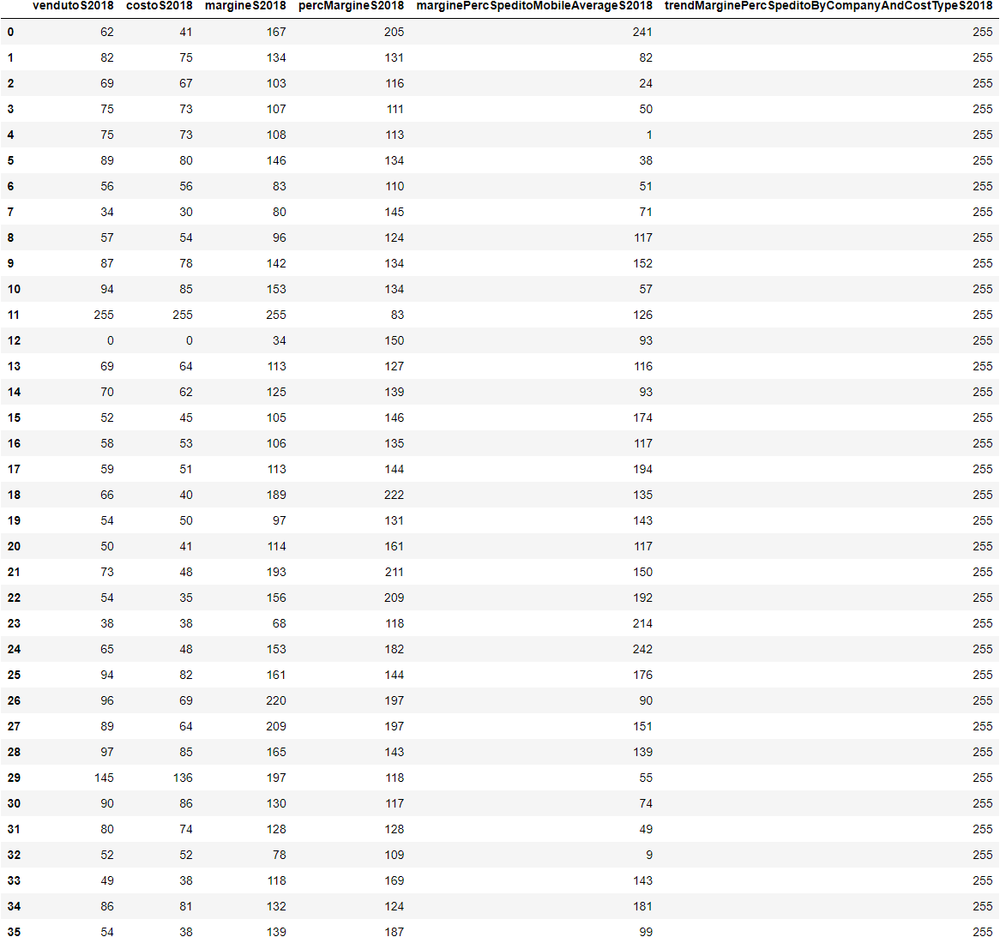 vendutoS2018 costoS2018 margineS2018 percMargineS2018 marginePercSpeditoMobileAverageS2018 trendMarginePercSpeditoByCompanyAndCostTypeS2018
0 62 41 167 205 241 255
1 82 75 134 131 82 255
2 69 67 103 116 24 255
3 75 73 107 111 50 255
4 75 73 108 113 1 255
5 89 80 146 134 38 255
6 56 56 83 110 51 255
7 34 30 80 145 71 255
8 57 54 96 124 117 255
9 87 78 142 134 152 255
10 94 85 153 134 57 255
11 255 255 255 83 126 255
12 0 0 34 150 93 255
13 69 64 113 127 116 255
14 70 62 125 139 93 255
15 52 45 105 146 174 255
16 58 53 106 135 117 255
17 59 51 113 144 194 255
18 66 40 189 222 135 255
19 54 50 97 131 143 255
20 50 41 114 161 117 255
21 73 48 193 211 150 255
22 54 35 156 209 192 255
23 38 38 68 118 214 255
24 65 48 153 182 242 255
25 94 82 161 144 176 255
26 96 69 220 197 90 255
27 89 64 209 197 151 255
28 97 85 165 143 139 255
29 145 136 197 118 55 255
30 90 86 130 117 74 255
31 80 74 128 128 49 255
32 52 52 78 109 9 255
33 49 38 118 169 143 255
34 86 81 132 124 181 255
35 54 38 139 187 99 255